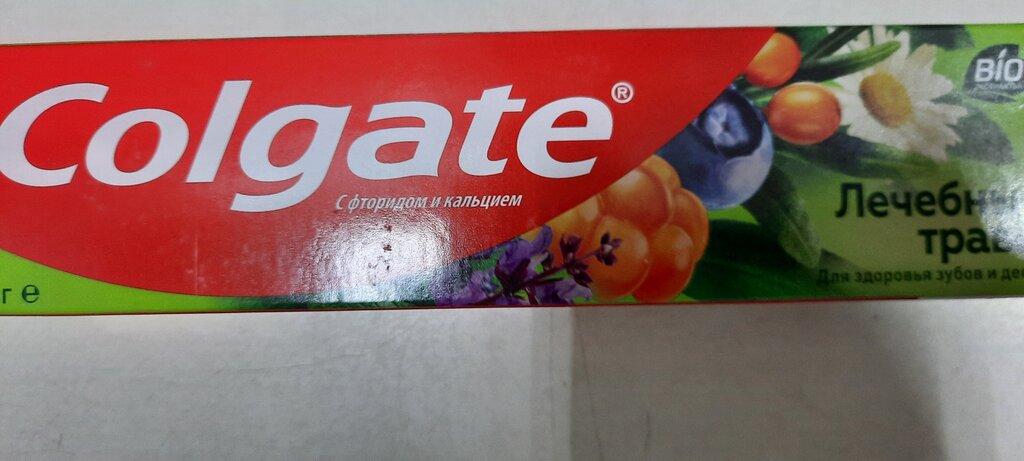 Colgate®
С фторидом и кальцием
BIO
Лечебн
трав
Для здоровья зубов и де
г е